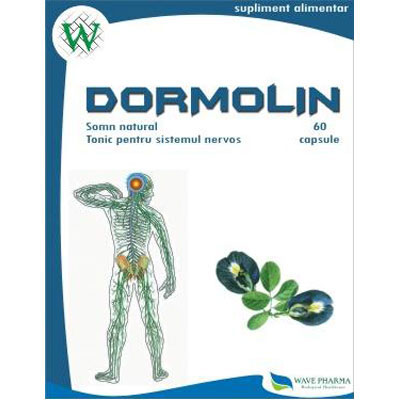 supliment alimentar
W
DORMOLIN
Somn natural 60
Tonic pentru sistemul nervos capsule
WAVE PHARMA